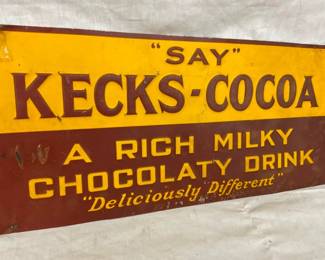 "SAY"
KECKS-COCOA
A RICH MILKY
CHOCOLATY DRINK
"Deliciously Different"